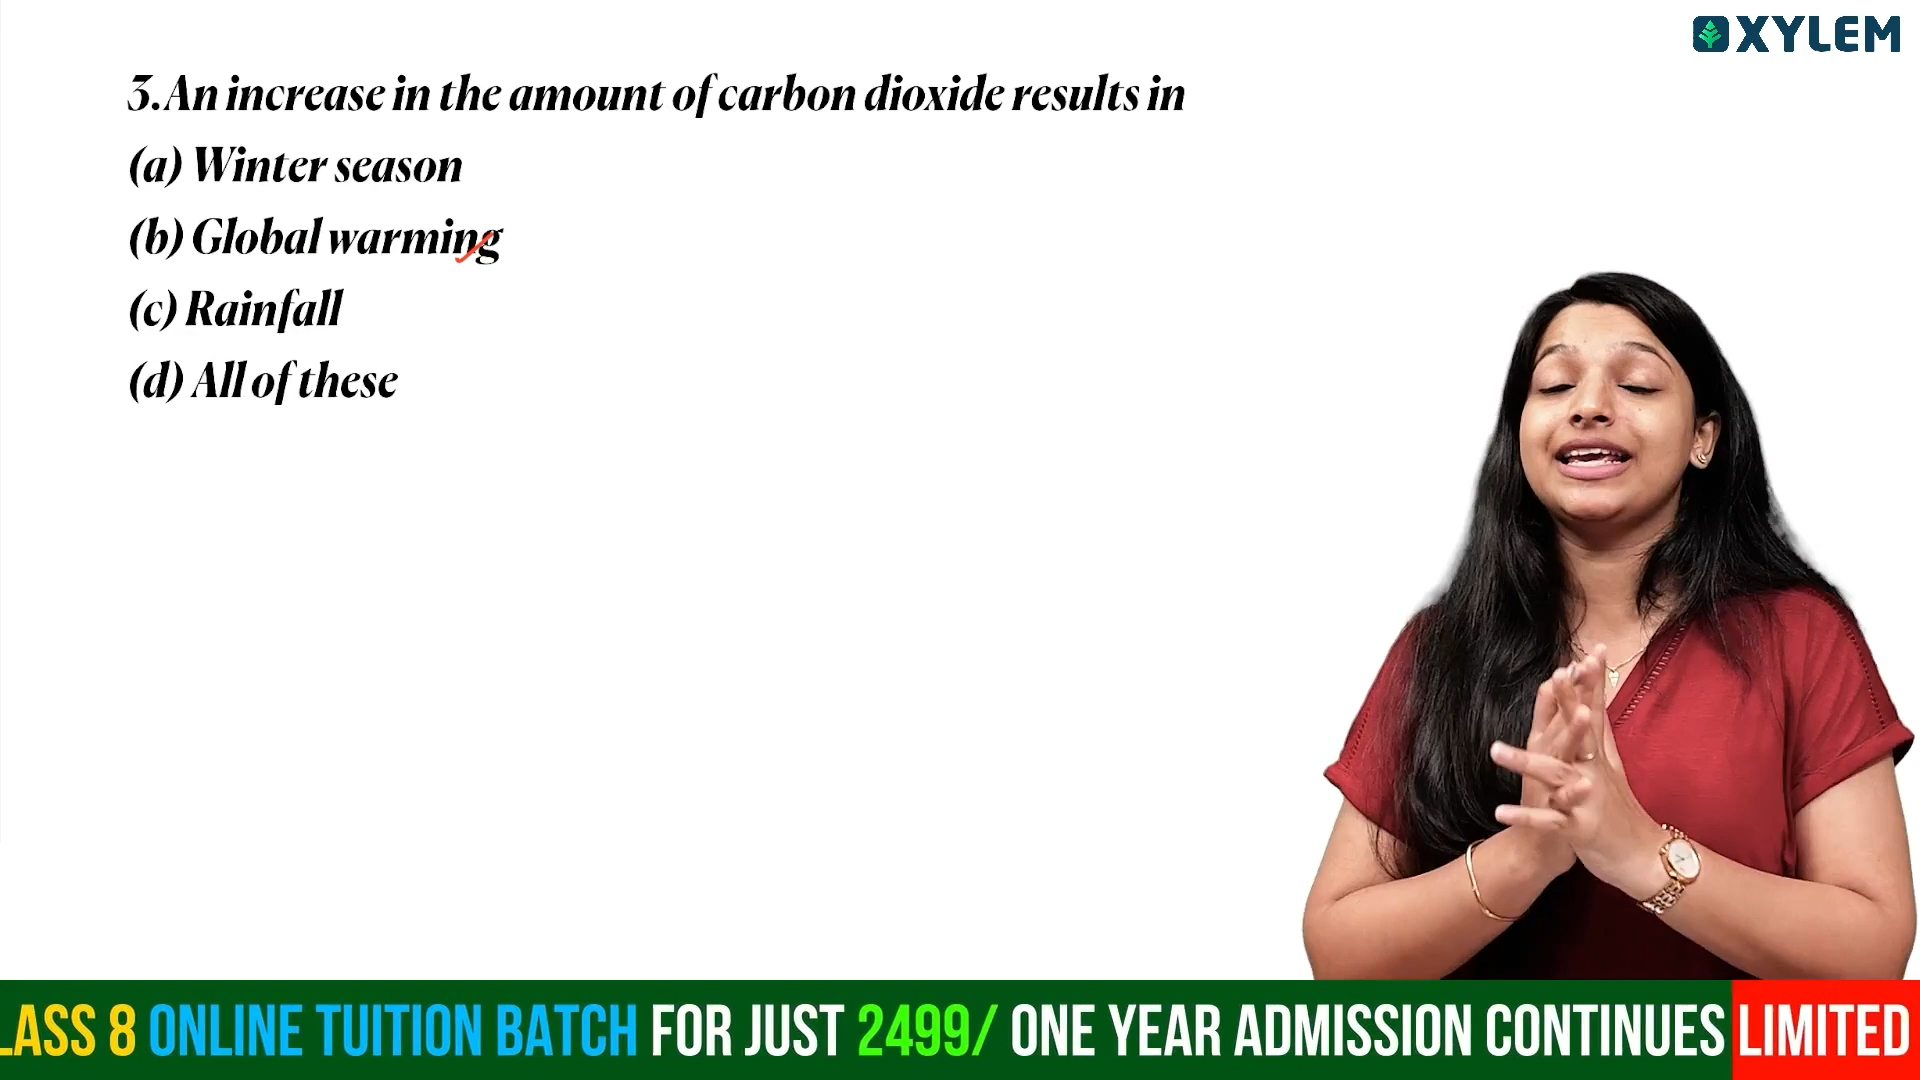 XYLEM
3.An increase in the amount of carbon dioxide results in
(a) Winter season
(b) Global warming
(c) Rainfall
(d) All of these
LASS 8 ONLINE TUITION BATCH FOR JUST 2499/ ONE YEAR ADMISSION CONTINUES LIMITED